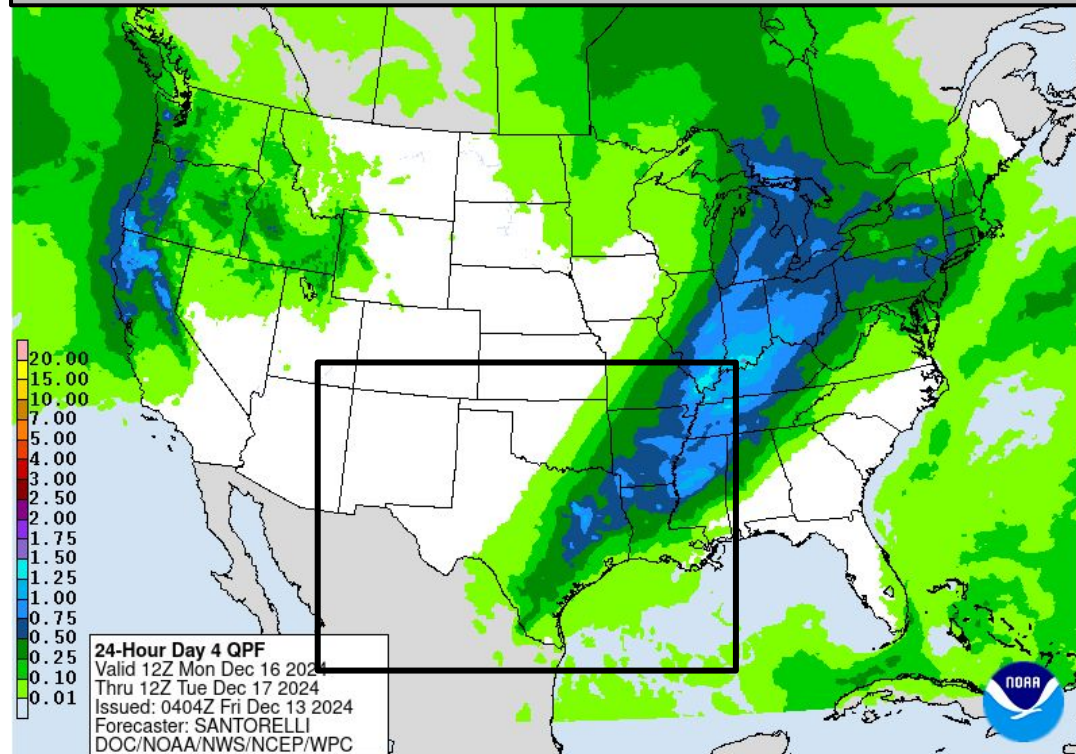 20.00
15.00
10.00
7.00
5.00
4.00
3.00
2.50
2.00
1.75
1.50
1.25
1.00
0.75
0.50
0.25
0.10
0.01
24-Hour Day 4 QPF
Valid 12Z Mon Dec 16 2024
Thru 12Z Tue Dec 17 2024
Issued: 0404Z Fri Dec 13 2024
Forecaster: SANTORELLI
DOC/NOAA/NWS/NCEP/WPC
NOAA